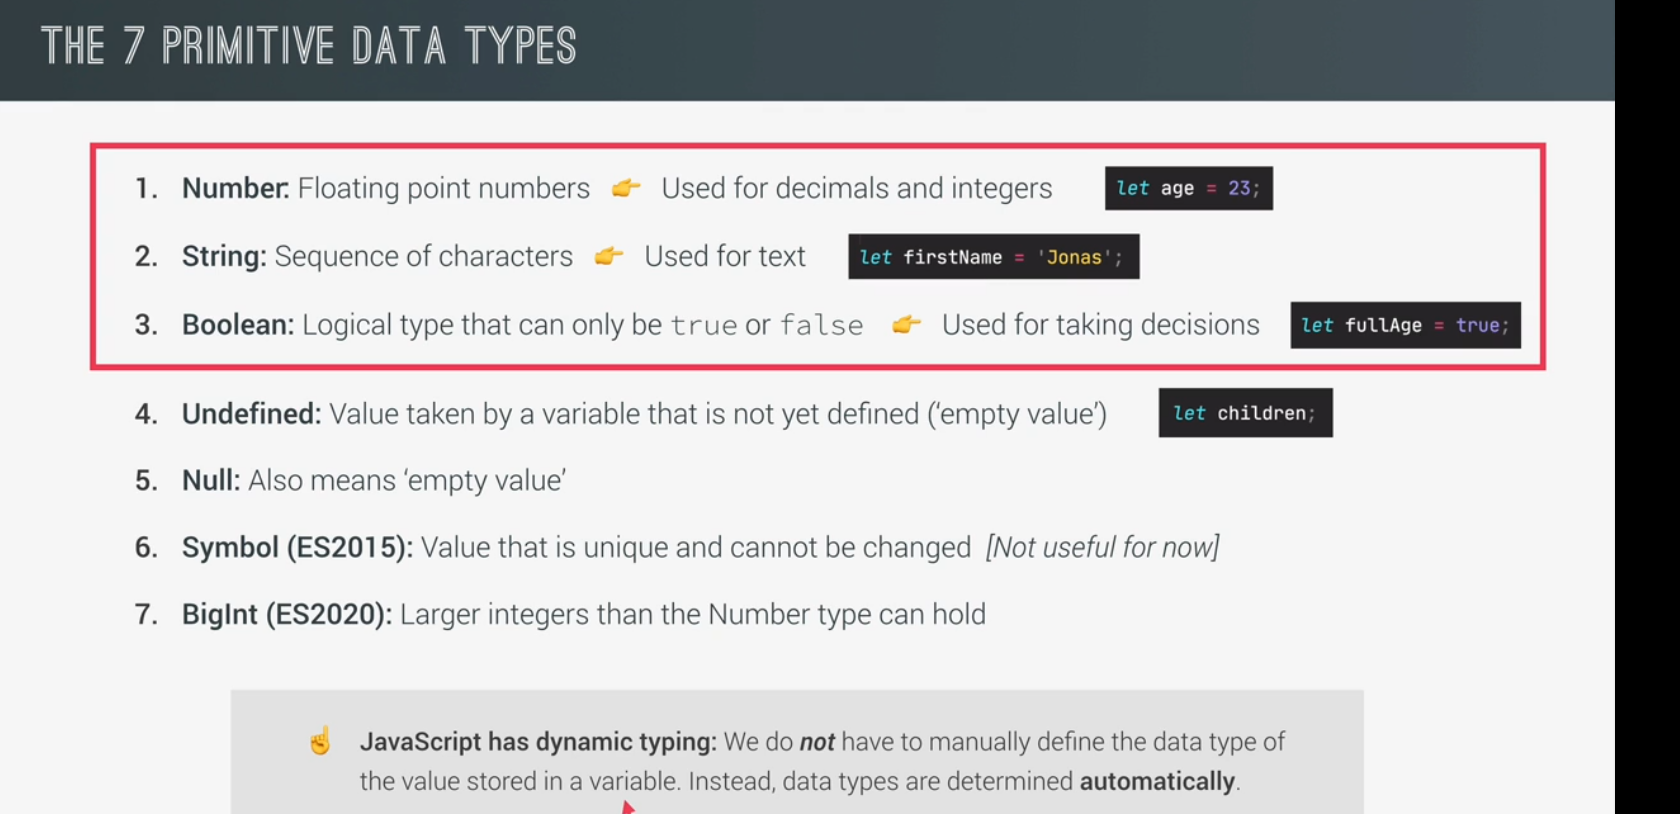 THE 7 PRIMITIVE DATA TYPES
1. Number: Floating point numbers 👉 Used for decimals and integers let age = 23;
2. String: Sequence of characters 👉 Used for text let firstName = 'Jonas';
3. Boolean: Logical type that can only be true or false 👉 Used for taking decisions let fullAge = true;
4. Undefined: Value taken by a variable that is not yet defined (‘empty value’) let children;
5. Null: Also means ‘empty value’
6. Symbol (ES2015): Value that is unique and cannot be changed [Not useful for now]
7. BigInt (ES2020): Larger integers than the Number type can hold
☝️ JavaScript has dynamic typing: We do not have to manually define the data type of
the value stored in a variable. Instead, data types are determined automatically.